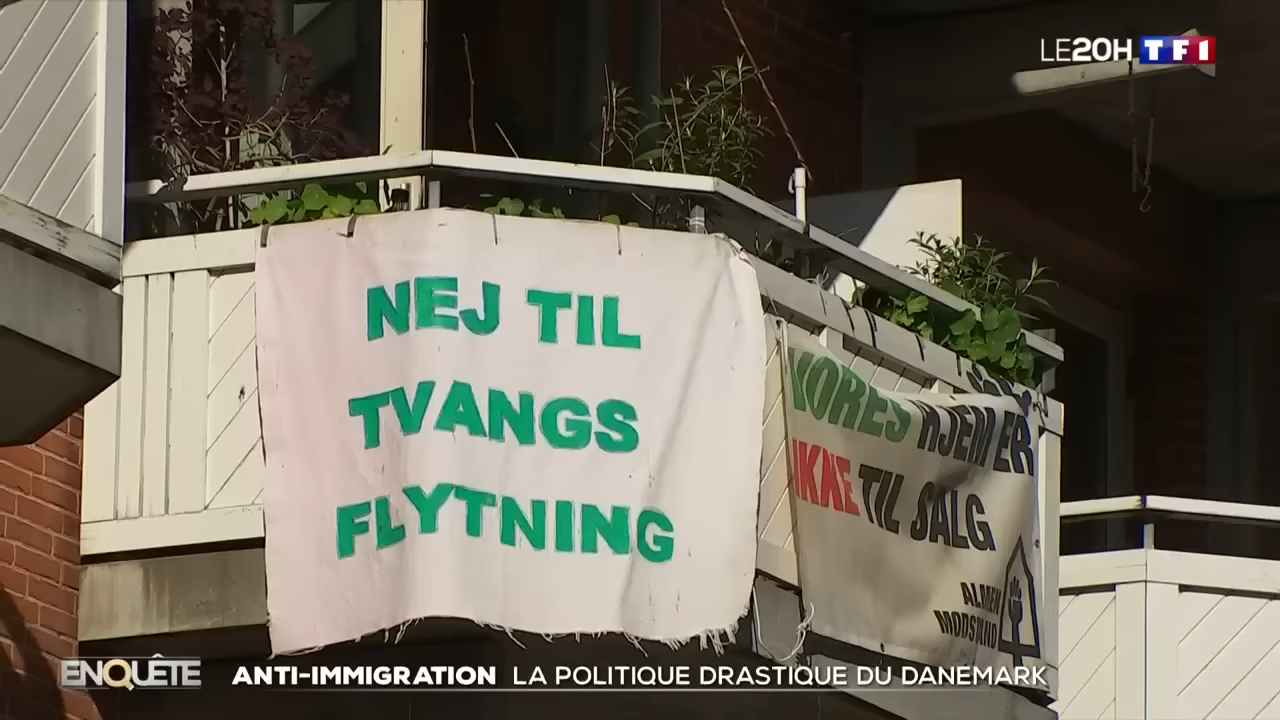 LE20H TF1
NEJ TIL
TVANGS
FLYTNING
VORES HJEM ER
IKKE TIL SALG
ALMEN
MODSTAND
ENQUÊTE ANTI-IMMIGRATION LA POLITIQUE DRASTIQUE DU DANEMARK